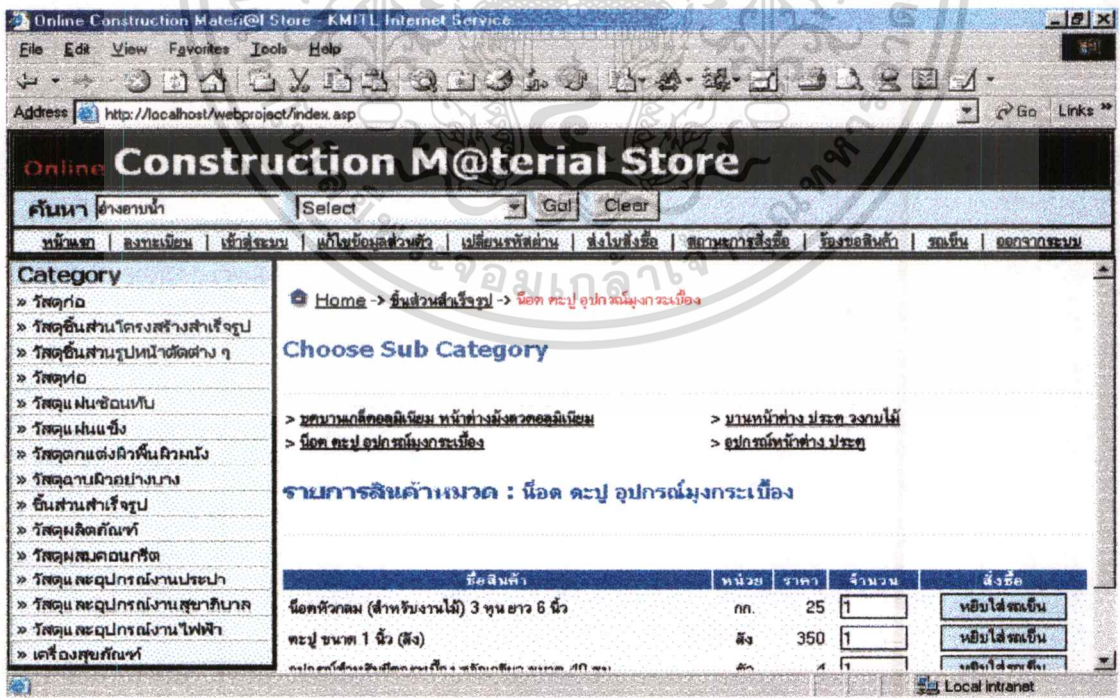 Online Construction Materi@l Store - KMITL Internet Service
File Edit View Favorites Tools Help
Address http://localhost/webproject/index.asp Go Links »
Online Construction M@terial Store
ค้นหา อ่างอาบน้ำ Select Go! Clear
หน้าแรก | ลงทะเบียน | เข้าสู่ระบบ | แก้ไขข้อมูลส่วนตัว | เปลี่ยนรหัสผ่าน | ส่งใบสั่งซื้อ | สถานะการสั่งซื้อ | ร้องขอสินค้า | รถเข็น | ออกจากระบบ
Category
» วัสดุก่อ
» วัสดุชิ้นส่วนโครงสร้างสำเร็จรูป
» วัสดุชิ้นส่วนรูปหน้าตัดต่าง ๆ
» วัสดุท่อ
» วัสดุแผ่นซ้อนทับ
» วัสดุแผ่นแข็ง
» วัสดุตกแต่งผิวพื้นผิวผนัง
» วัสดุฉาบผิวอย่างบาง
» ชิ้นส่วนสำเร็จรูป
» วัสดุผลิตภัณฑ์
» วัสดุผสมคอนกรีต
» วัสดุและอุปกรณ์งานประปา
» วัสดุและอุปกรณ์งานสุขาภิบาล
» วัสดุและอุปกรณ์งานไฟฟ้า
» เครื่องสุขภัณฑ์
Home -> ชิ้นส่วนสำเร็จรูป -> น๊อต ตะปู อุปกรณ์มุงกระเบื้อง
Choose Sub Category
> ชุดบานเกล็ดอลูมิเนียม หน้าต่างมุ้งลวดอลูมิเนียม > บานหน้าต่าง ประตู วงกบไม้
> น๊อต ตะปู อุปกรณ์มุงกระเบื้อง > อุปกรณ์หน้าต่าง ประตู
รายการสินค้าหมวด : น๊อต ตะปู อุปกรณ์มุงกระเบื้อง
ชื่อสินค้า หน่วย ราคา จำนวน สั่งซื้อ
น๊อตหัวกลม (สำหรับงานไม้) 3 หุน ยาว 6 นิ้ว กก. 25 1 หยิบใส่รถเข็น
ตะปู ขนาด 1 นิ้ว (ลัง) ลัง 350 1 หยิบใส่รถเข็น
Local intranet